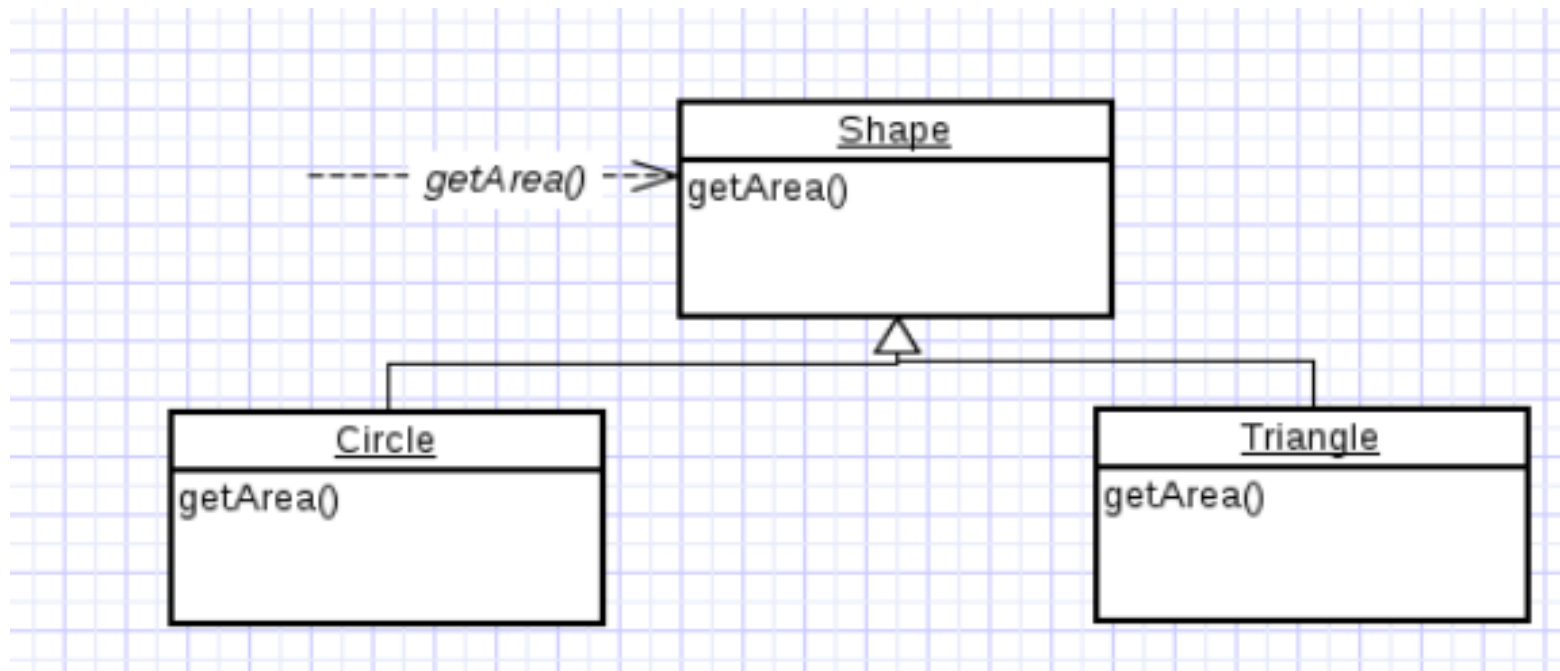 Shape
getArea()
getArea()
Circle
getArea()
Triangle
getArea()